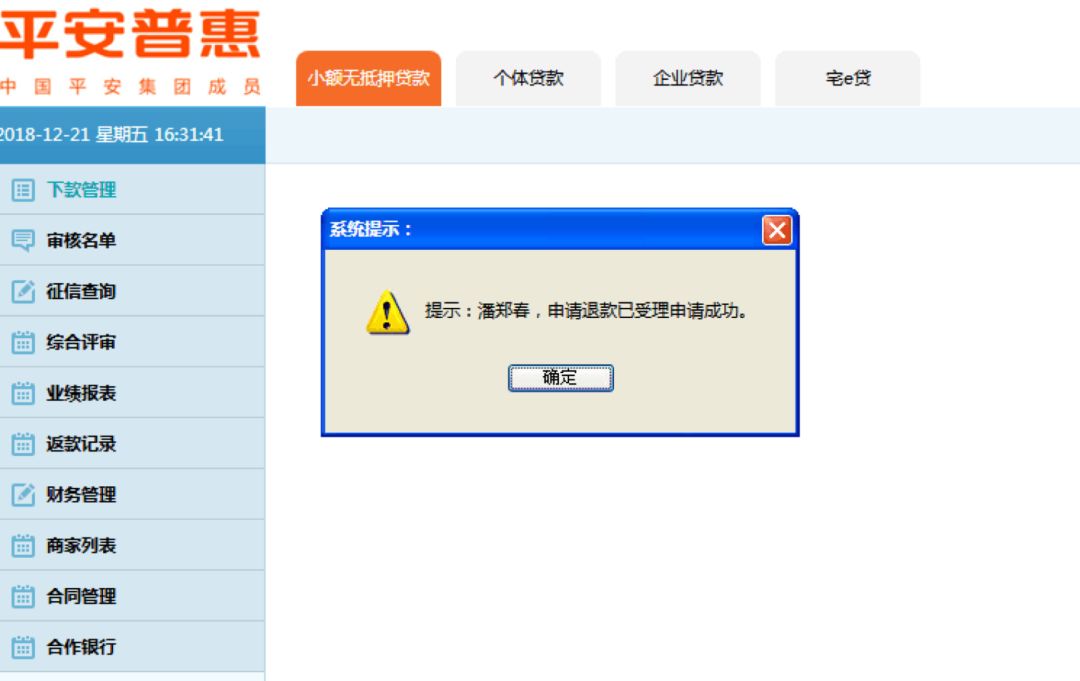 平安普惠
中国平安集团成员
小额无抵押贷款
个体贷款
企业贷款
宅e贷
2018-12-21 星期五 16:31:41
下款管理
审核名单
征信查询
综合评审
业绩报表
返款记录
财务管理
商家列表
合同管理
合作银行
系统提示：
提示：潘郑春，申请退款已受理申请成功。
确定